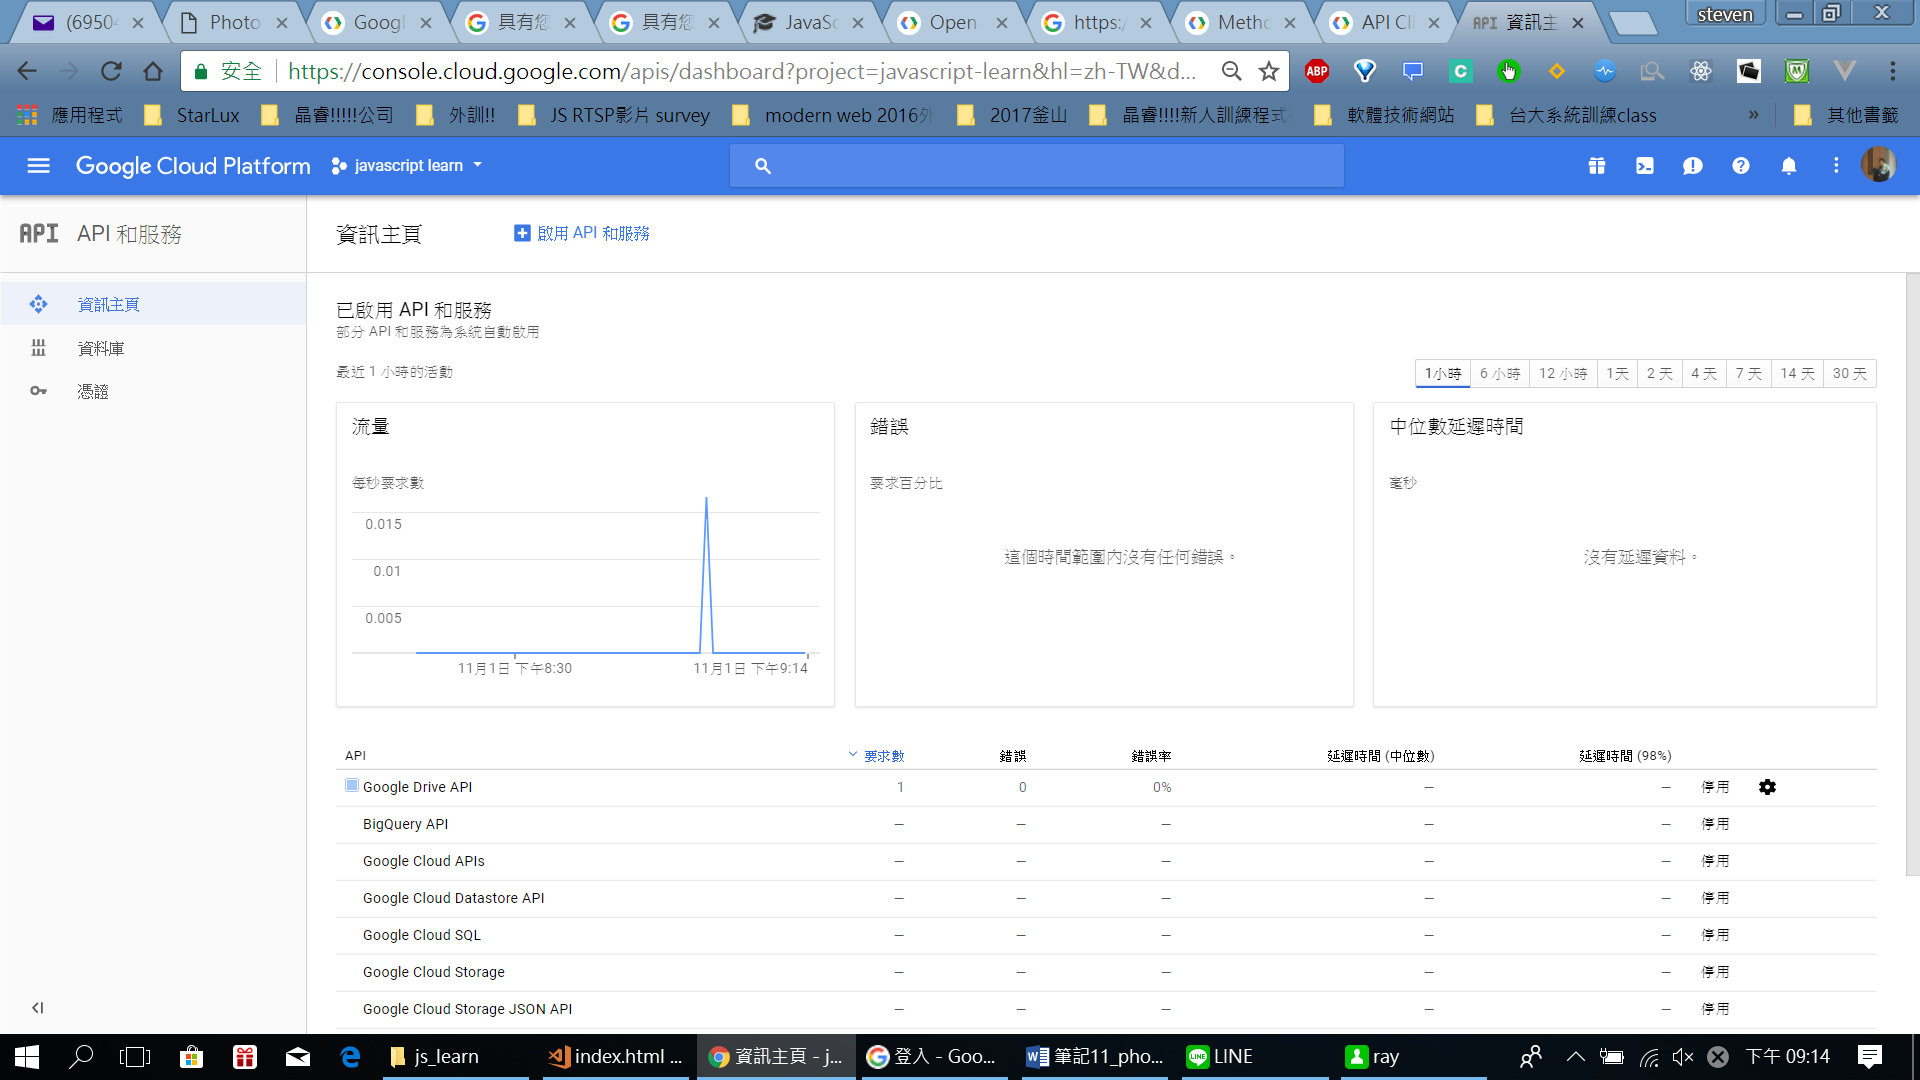 (6950
Photo
Googl
具有您
具有您
JavaSc
Open
https:/
Metho
API Cli
API 資訊主
steven
安全
https://console.cloud.google.com/apis/dashboard?project=javascript-learn&hl=zh-TW&d...
ABP
應用程式
StarLux
晶睿!!!!!公司
外訓!!
JS RTSP影片 survey
modern web 2016外
2017釜山
晶睿!!!!新人訓練程式
軟體技術網站
台大系統訓練class
»
其他書籤
Google Cloud Platform
javascript learn
API API 和服務
資訊主頁
啟用 API 和服務
資訊主頁
資料庫
憑證
已啟用 API 和服務
部分 API 和服務為系統自動啟用
最近 1 小時的活動
1小時 6 小時 12 小時 1天 2 天 4 天 7 天 14 天 30 天
流量
每秒要求數
0.015
0.01
0.005
11月1日 下午8:30
11月1日 下午9:14
錯誤
要求百分比
這個時間範圍內沒有任何錯誤。
中位數延遲時間
毫秒
沒有延遲資料。
API 要求數 錯誤 錯誤率 延遲時間 (中位數) 延遲時間 (98%)
Google Drive API 1 0 0% — — 停用
BigQuery API — — — — — 停用
Google Cloud APIs — — — — — 停用
Google Cloud Datastore API — — — — — 停用
Google Cloud SQL — — — — — 停用
Google Cloud Storage — — — — — 停用
Google Cloud Storage JSON API — — — — — 停用
js_learn
index.html ...
資訊主頁 - j...
登入 - Goo...
筆記11_pho...
LINE
ray
下午 09:14